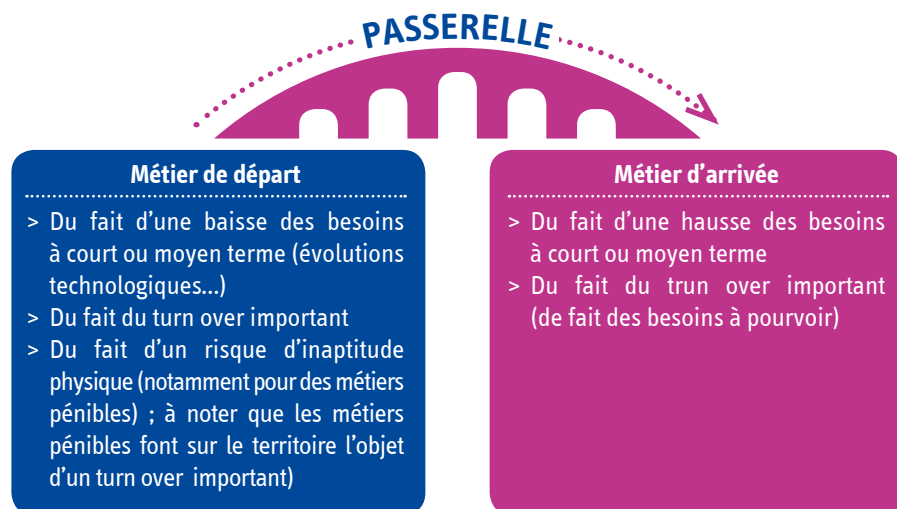 PASSERELLE
Métier de départ
> Du fait d'une baisse des besoins
à court ou moyen terme (évolutions
technologiques...)
> Du fait du turn over important
> Du fait d'un risque d'inaptitude
physique (notamment pour des métiers
pénibles) ; à noter que les métiers
pénibles font sur le territoire l'objet
d'un turn over important)
Métier d'arrivée
> Du fait d'une hausse des besoins
à court ou moyen terme
> Du fait du trun over important
(de fait des besoins à pourvoir)